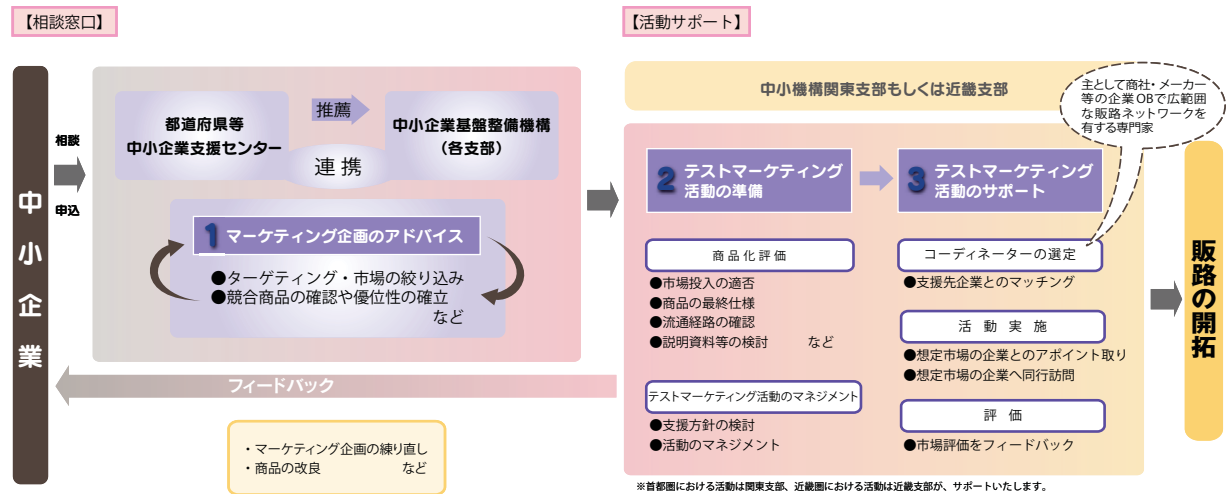 【相談窓口】
【活動サポート】
中小企業
相談
申込
都道府県等
中小企業支援センター
推薦
連携
中小企業基盤整備機構
(各支部)
1 マーケティング企画のアドバイス
●ターゲティング・市場の絞り込み
●競合商品の確認や優位性の確立
など
フィードバック
・マーケティング企画の練り直し
・商品の改良 など
中小機構関東支部もしくは近畿支部
主として商社・メーカー
等の企業OBで広範囲
な販路ネットワークを
有する専門家
2 テストマーケティング
活動の準備
商品化評価
●市場投入の適否
●商品の最終仕様
●流通経路の確認
●説明資料等の検討 など
テストマーケティング活動のマネジメント
●支援方針の検討
●活動のマネジメント
3 テストマーケティング
活動のサポート
コーディネーターの選定
●支援先企業とのマッチング
活動実施
●想定市場の企業とのアポイント取り
●想定市場の企業へ同行訪問
評価
●市場評価をフィードバック
販路の開拓
※首都圏における活動は関東支部、近畿圏における活動は近畿支部が、サポートいたします。